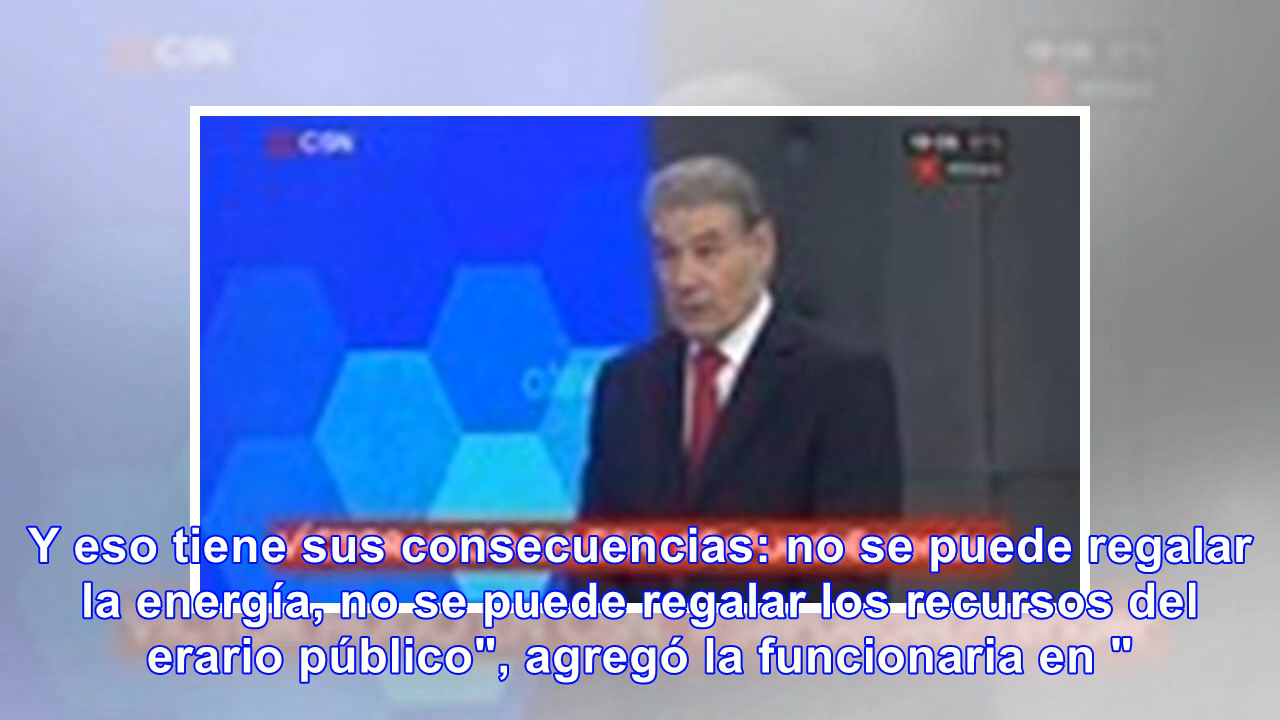 C5N
Y eso tiene sus consecuencias: no se puede regalar
la energía, no se puede regalar los recursos del
erario público", agregó la funcionaria en "